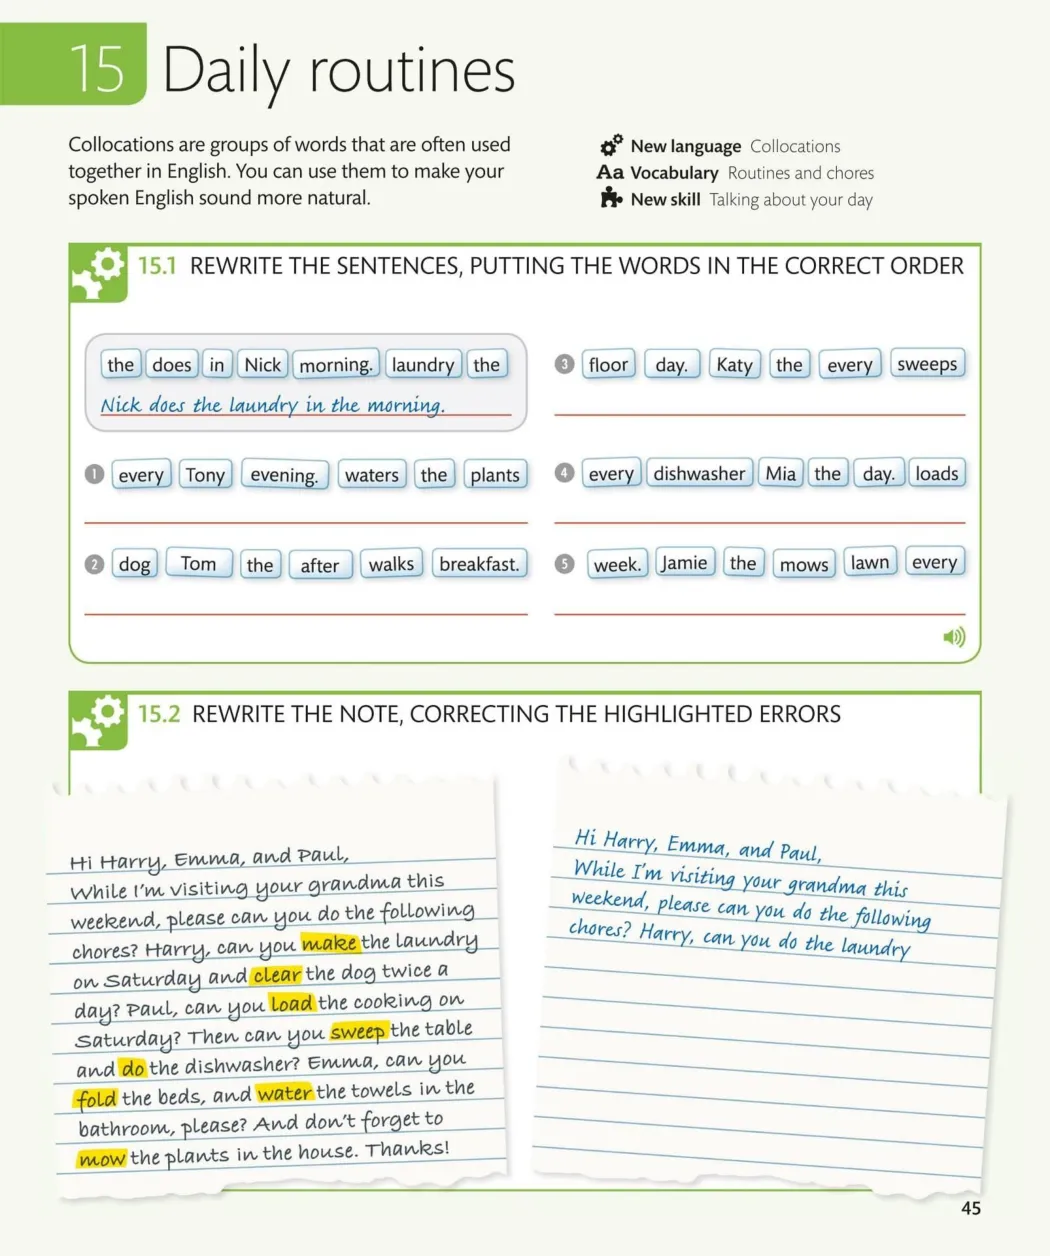 15 Daily routines
Collocations are groups of words that are often used
together in English. You can use them to make your
spoken English sound more natural.
New language Collocations
Aa Vocabulary Routines and chores
New skill Talking about your day
15.1 REWRITE THE SENTENCES, PUTTING THE WORDS IN THE CORRECT ORDER
the does in Nick morning. laundry the
Nick does the laundry in the morning.
1 every Tony evening. waters the plants
2 dog Tom the after walks breakfast.
3 floor day. Katy the every sweeps
4 every dishwasher Mia the day. loads
5 week. Jamie the mows lawn every
15.2 REWRITE THE NOTE, CORRECTING THE HIGHLIGHTED ERRORS
Hi Harry, Emma, and Paul,
While I'm visiting your grandma this
weekend, please can you do the following
chores? Harry, can you make the laundry
on Saturday and clear the dog twice a
day? Paul, can you load the cooking on
Saturday? Then can you sweep the table
and do the dishwasher? Emma, can you
fold the beds, and water the towels in the
bathroom, please? And don't forget to
mow the plants in the house. Thanks!
Hi Harry, Emma, and Paul,
While I'm visiting your grandma this
weekend, please can you do the following
chores? Harry, can you do the laundry
45